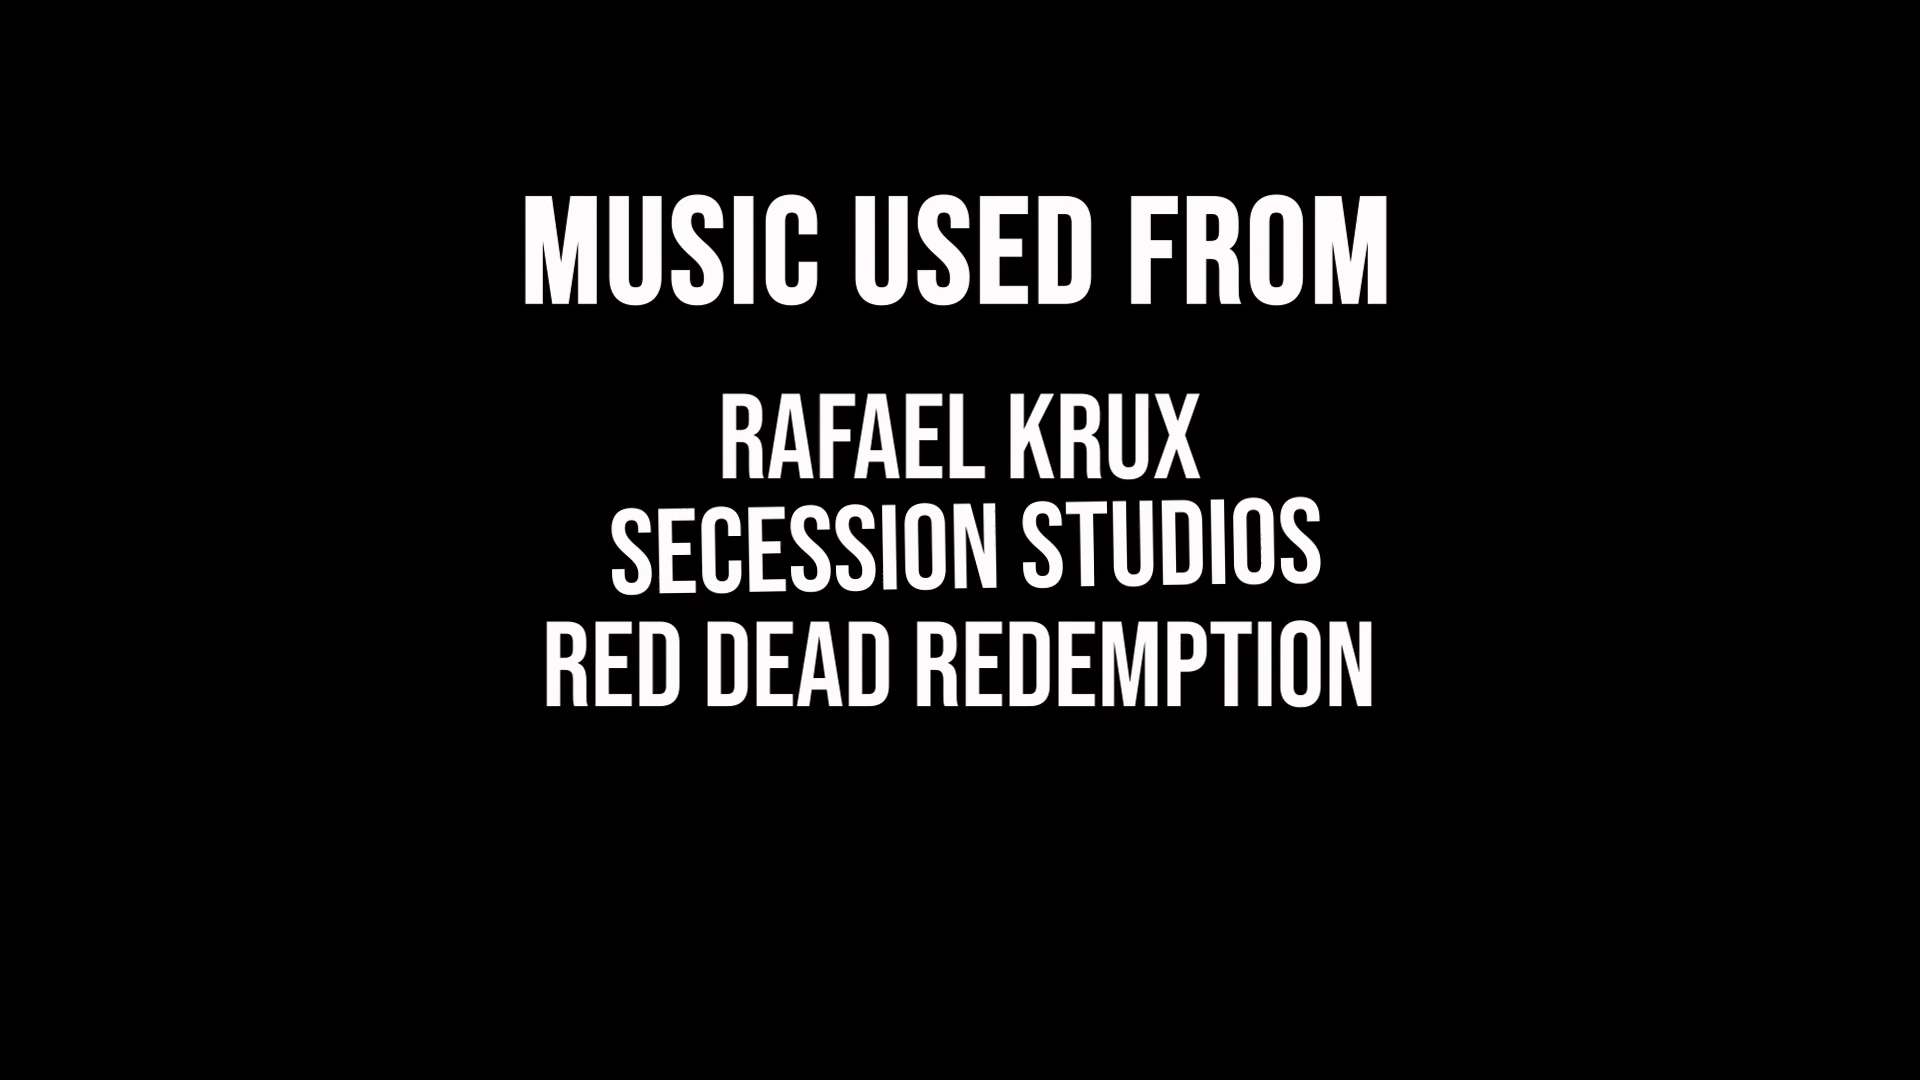 MUSIC USED FROM
RAFAEL KRUX
SECESSION STUDIOS
RED DEAD REDEMPTION